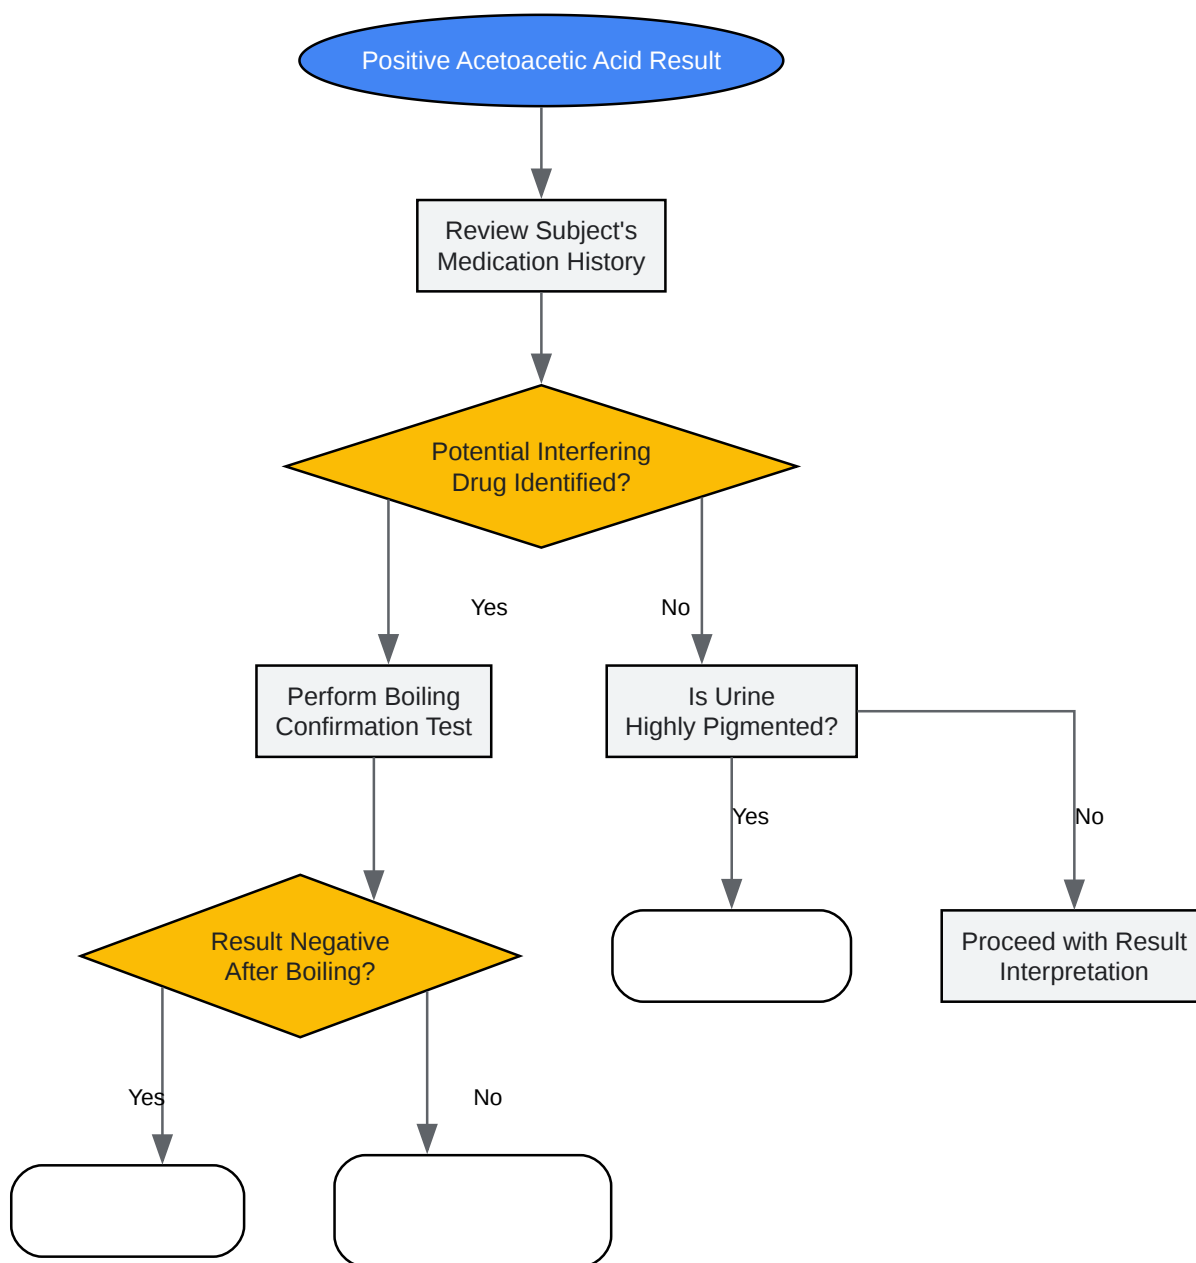 Positive Acetoacetic Acid Result
Review Subject's
Medication History
Potential Interfering
Drug Identified?
Yes
No
Perform Boiling
Confirmation Test
Is Urine
Highly Pigmented?
Yes
No
Result Negative
After Boiling?
Proceed with Result
Interpretation
Yes
No